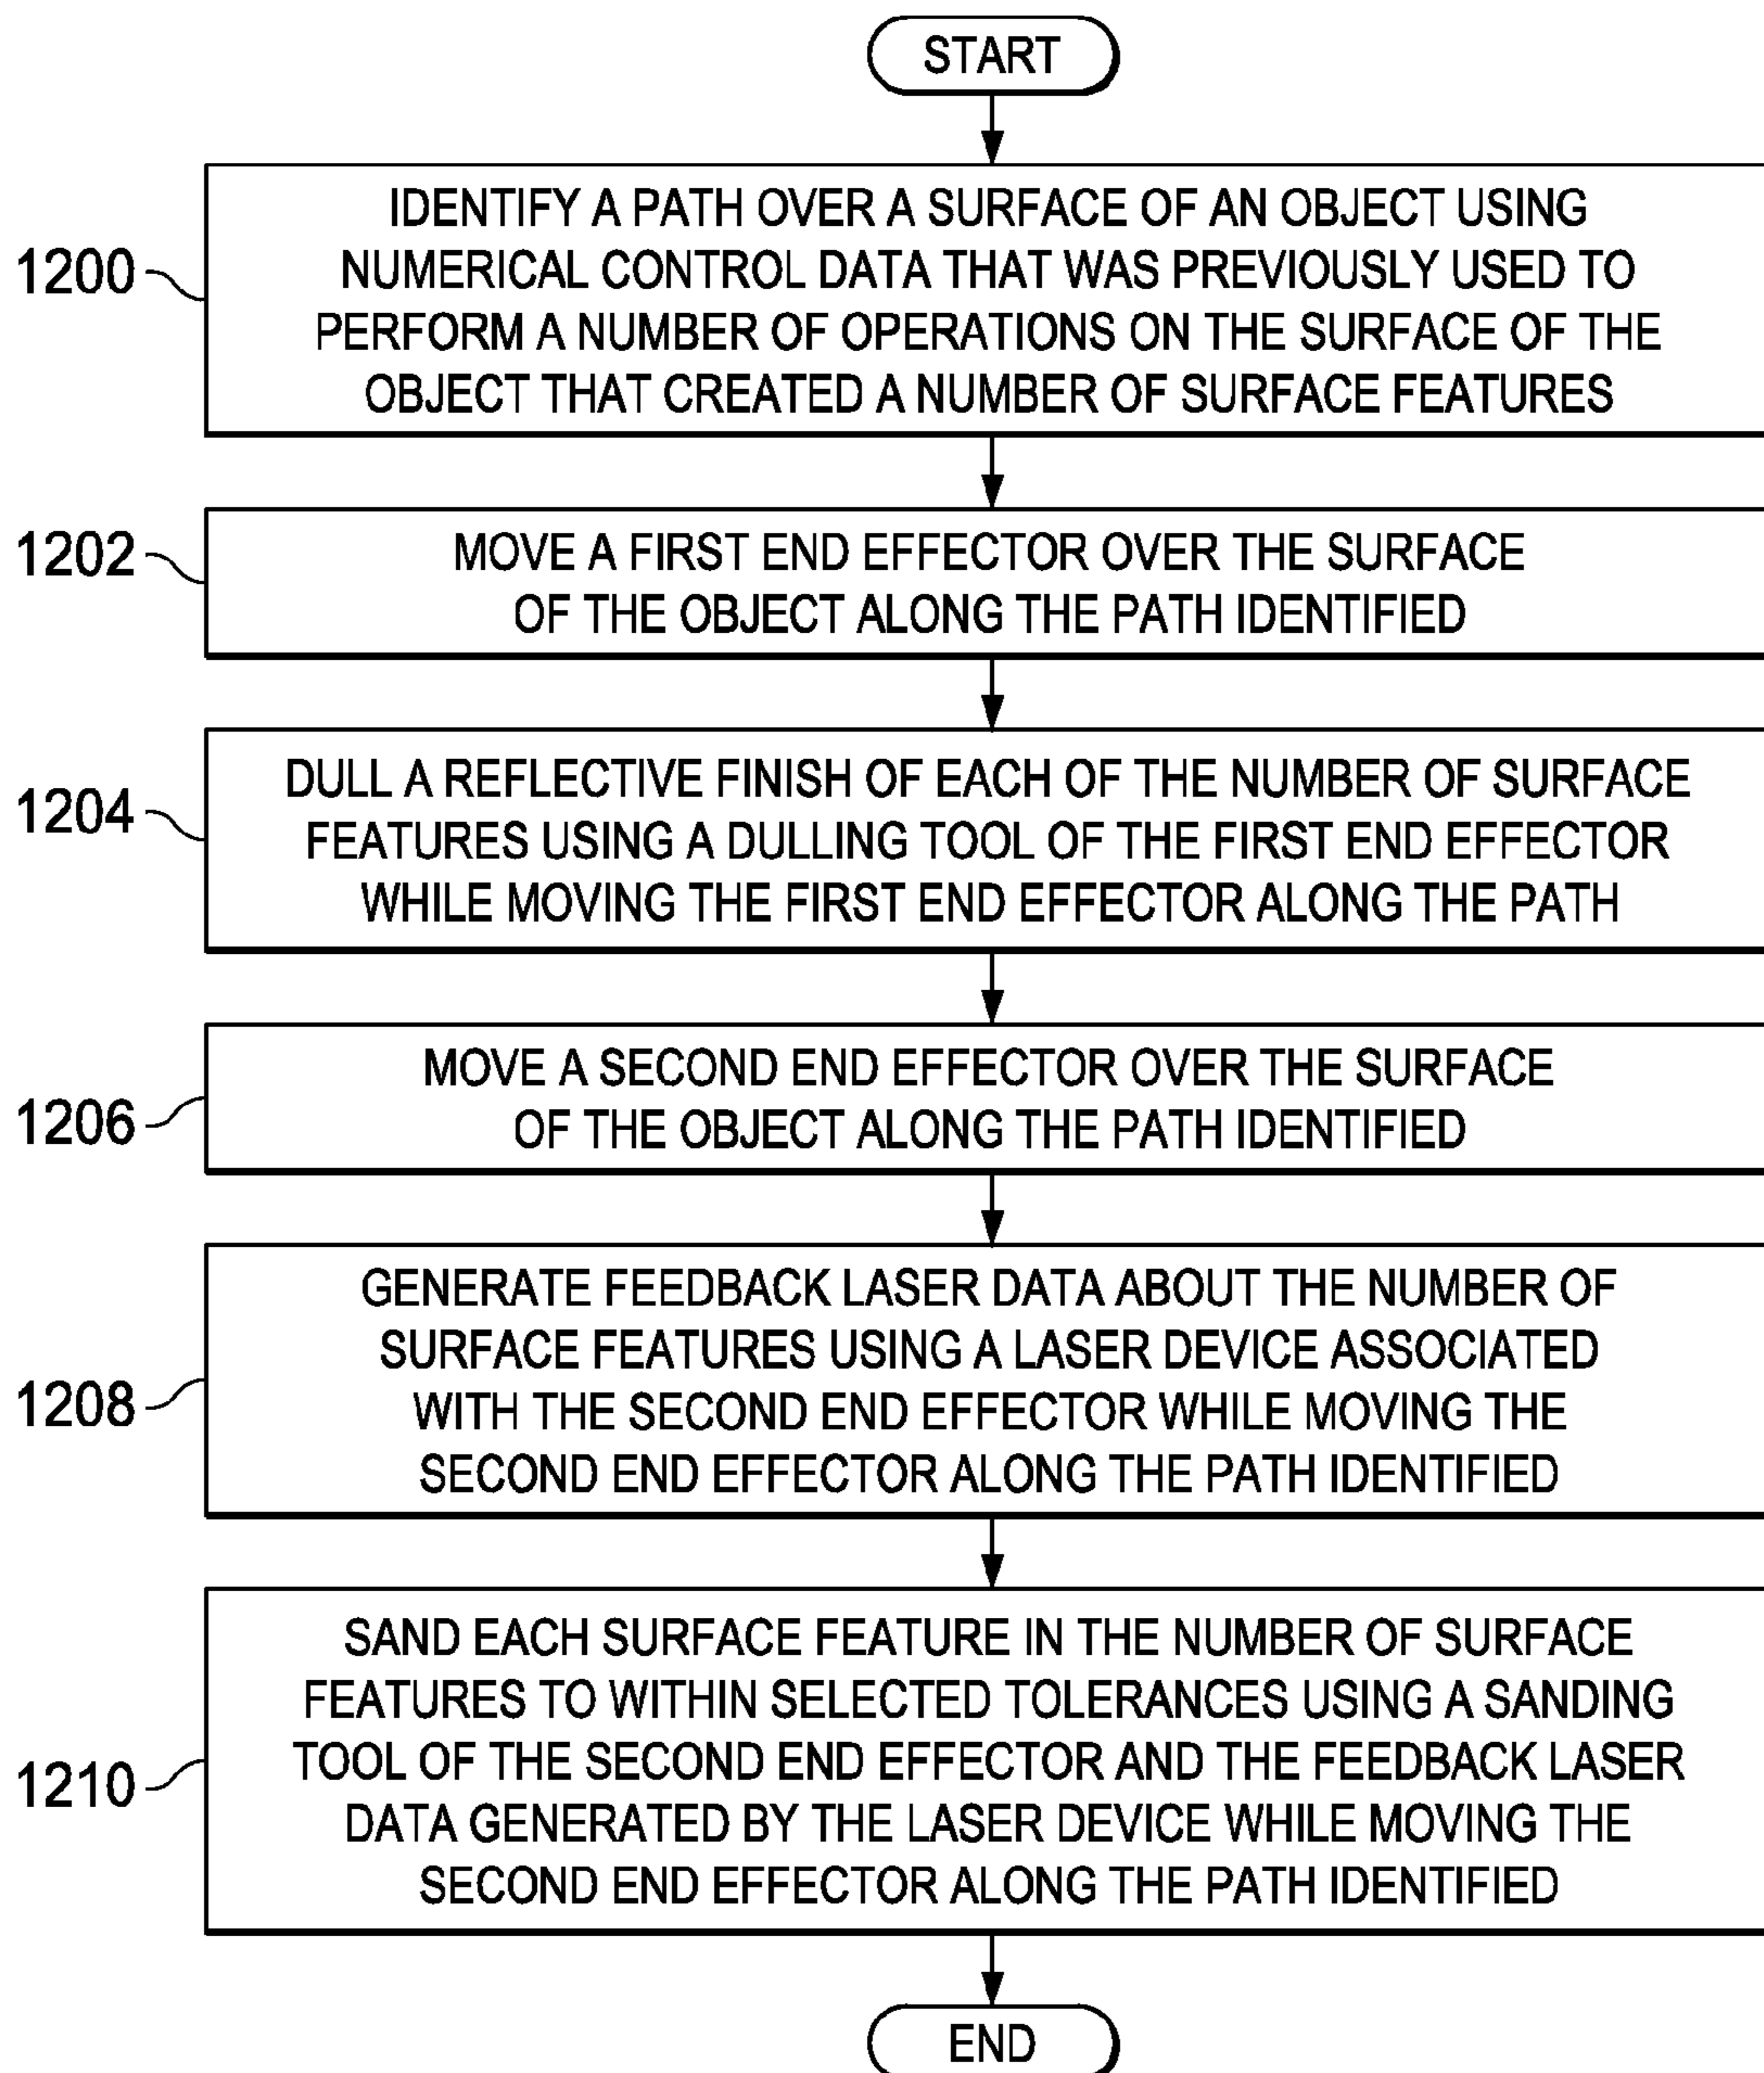 START
1200
IDENTIFY A PATH OVER A SURFACE OF AN OBJECT USING
NUMERICAL CONTROL DATA THAT WAS PREVIOUSLY USED TO
PERFORM A NUMBER OF OPERATIONS ON THE SURFACE OF THE
OBJECT THAT CREATED A NUMBER OF SURFACE FEATURES
1202
MOVE A FIRST END EFFECTOR OVER THE SURFACE
OF THE OBJECT ALONG THE PATH IDENTIFIED
1204
DULL A REFLECTIVE FINISH OF EACH OF THE NUMBER OF SURFACE
FEATURES USING A DULLING TOOL OF THE FIRST END EFFECTOR
WHILE MOVING THE FIRST END EFFECTOR ALONG THE PATH
1206
MOVE A SECOND END EFFECTOR OVER THE SURFACE
OF THE OBJECT ALONG THE PATH IDENTIFIED
1208
GENERATE FEEDBACK LASER DATA ABOUT THE NUMBER OF
SURFACE FEATURES USING A LASER DEVICE ASSOCIATED
WITH THE SECOND END EFFECTOR WHILE MOVING THE
SECOND END EFFECTOR ALONG THE PATH IDENTIFIED
1210
SAND EACH SURFACE FEATURE IN THE NUMBER OF SURFACE
FEATURES TO WITHIN SELECTED TOLERANCES USING A SANDING
TOOL OF THE SECOND END EFFECTOR AND THE FEEDBACK LASER
DATA GENERATED BY THE LASER DEVICE WHILE MOVING THE
SECOND END EFFECTOR ALONG THE PATH IDENTIFIED
END